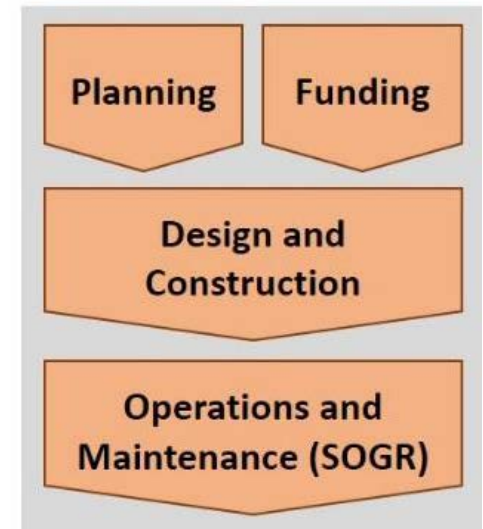 Planning
Funding
Design and
Construction
Operations and
Maintenance (SOGR)